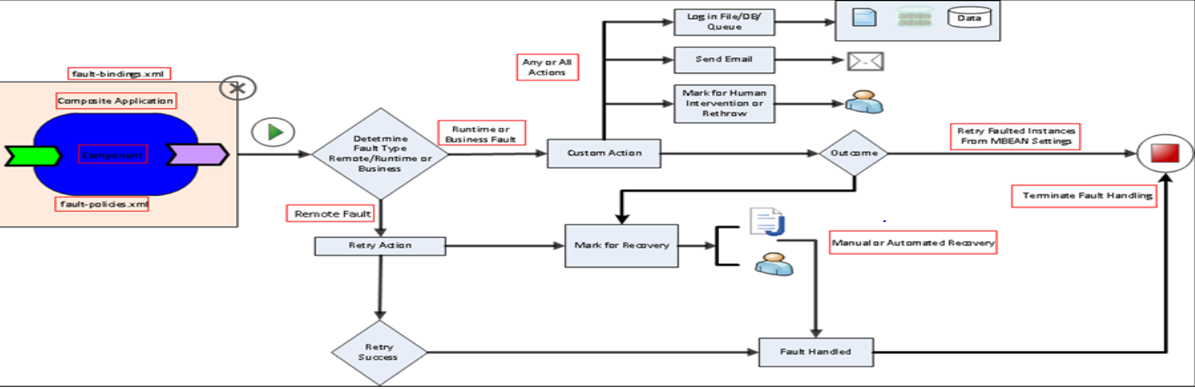 fault-bindings.xml
Composite Application
Component
fault-policies.xml
Determine
Fault Type
Remote/Runtime or
Business
Runtime or
Business Fault
Remote Fault
Any or All
Actions
Log in File/DB/
Queue
Data
Send Email
Mark for Human
Intervention or
Rethrow
Custom Action
Outcome
Retry Faulted Instances
From MBEAN Settings
Terminate Fault Handling
Retry Action
Mark for Recovery
Manual or Automated Recovery
Retry
Success
Fault Handled